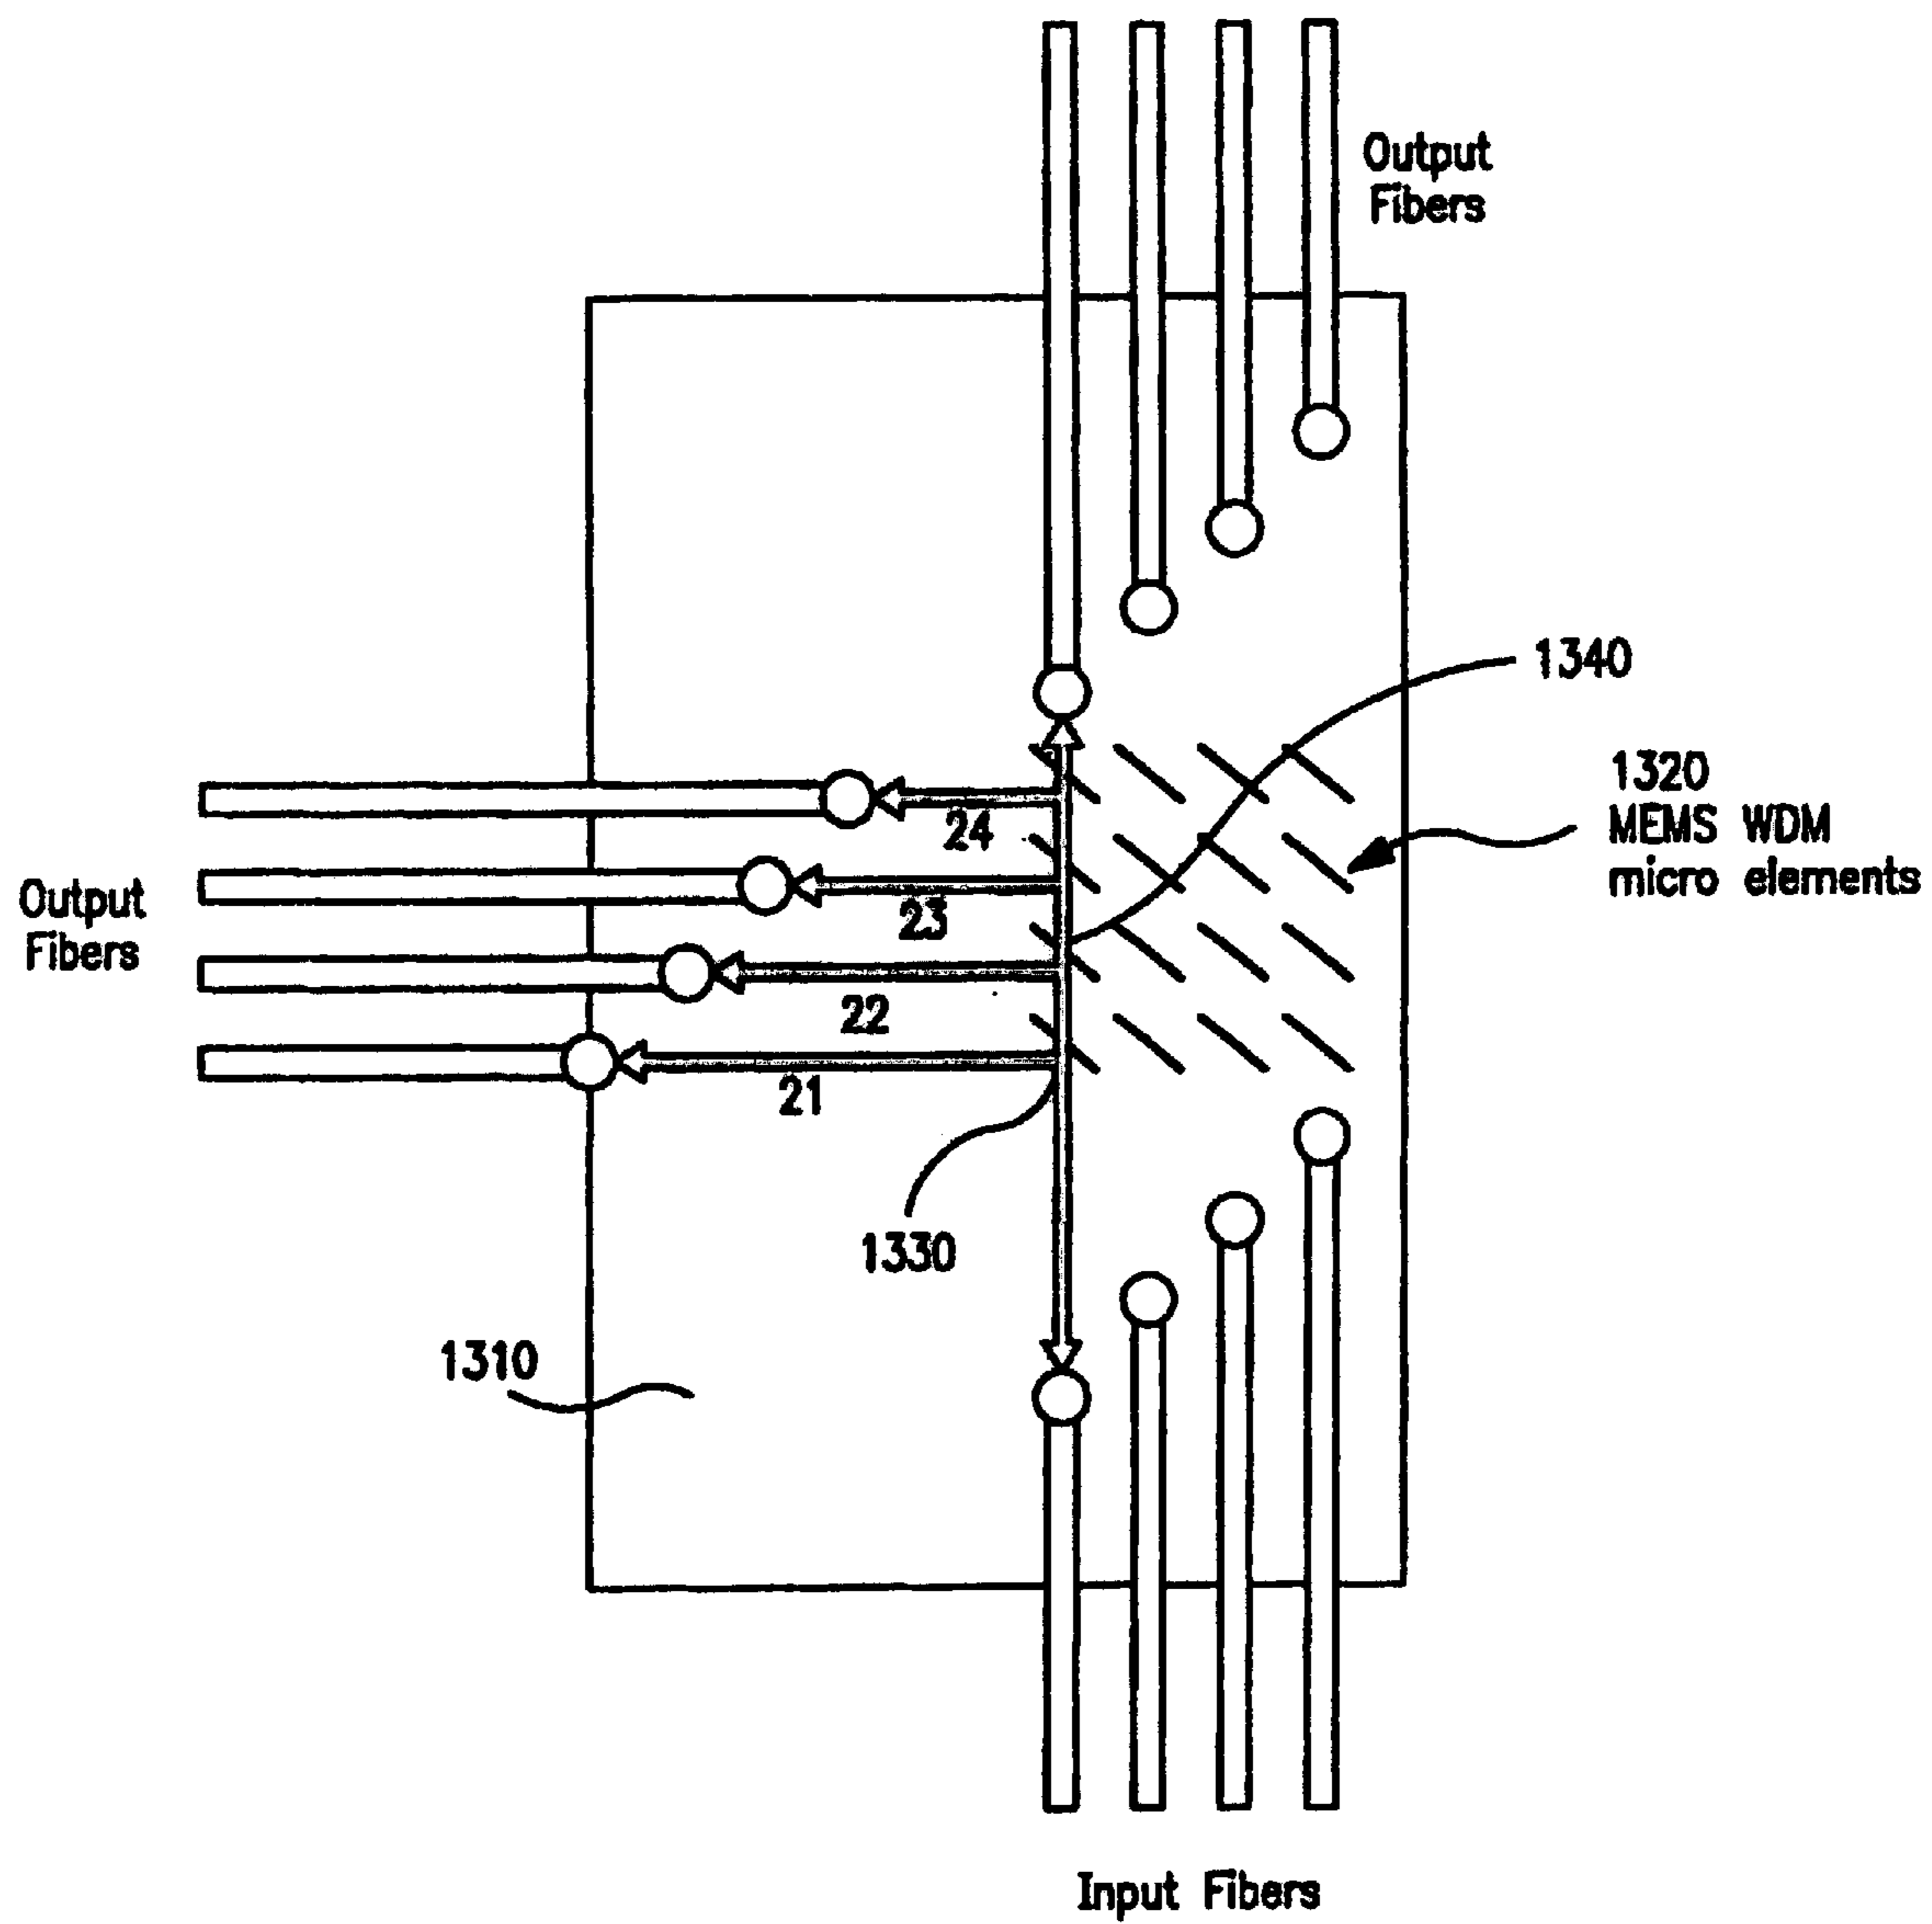 Output
Fibers
1340
1320
MEMS WDM
micro elements
24
Output
Fibers
23
22
21
1330
1310
Input Fibers